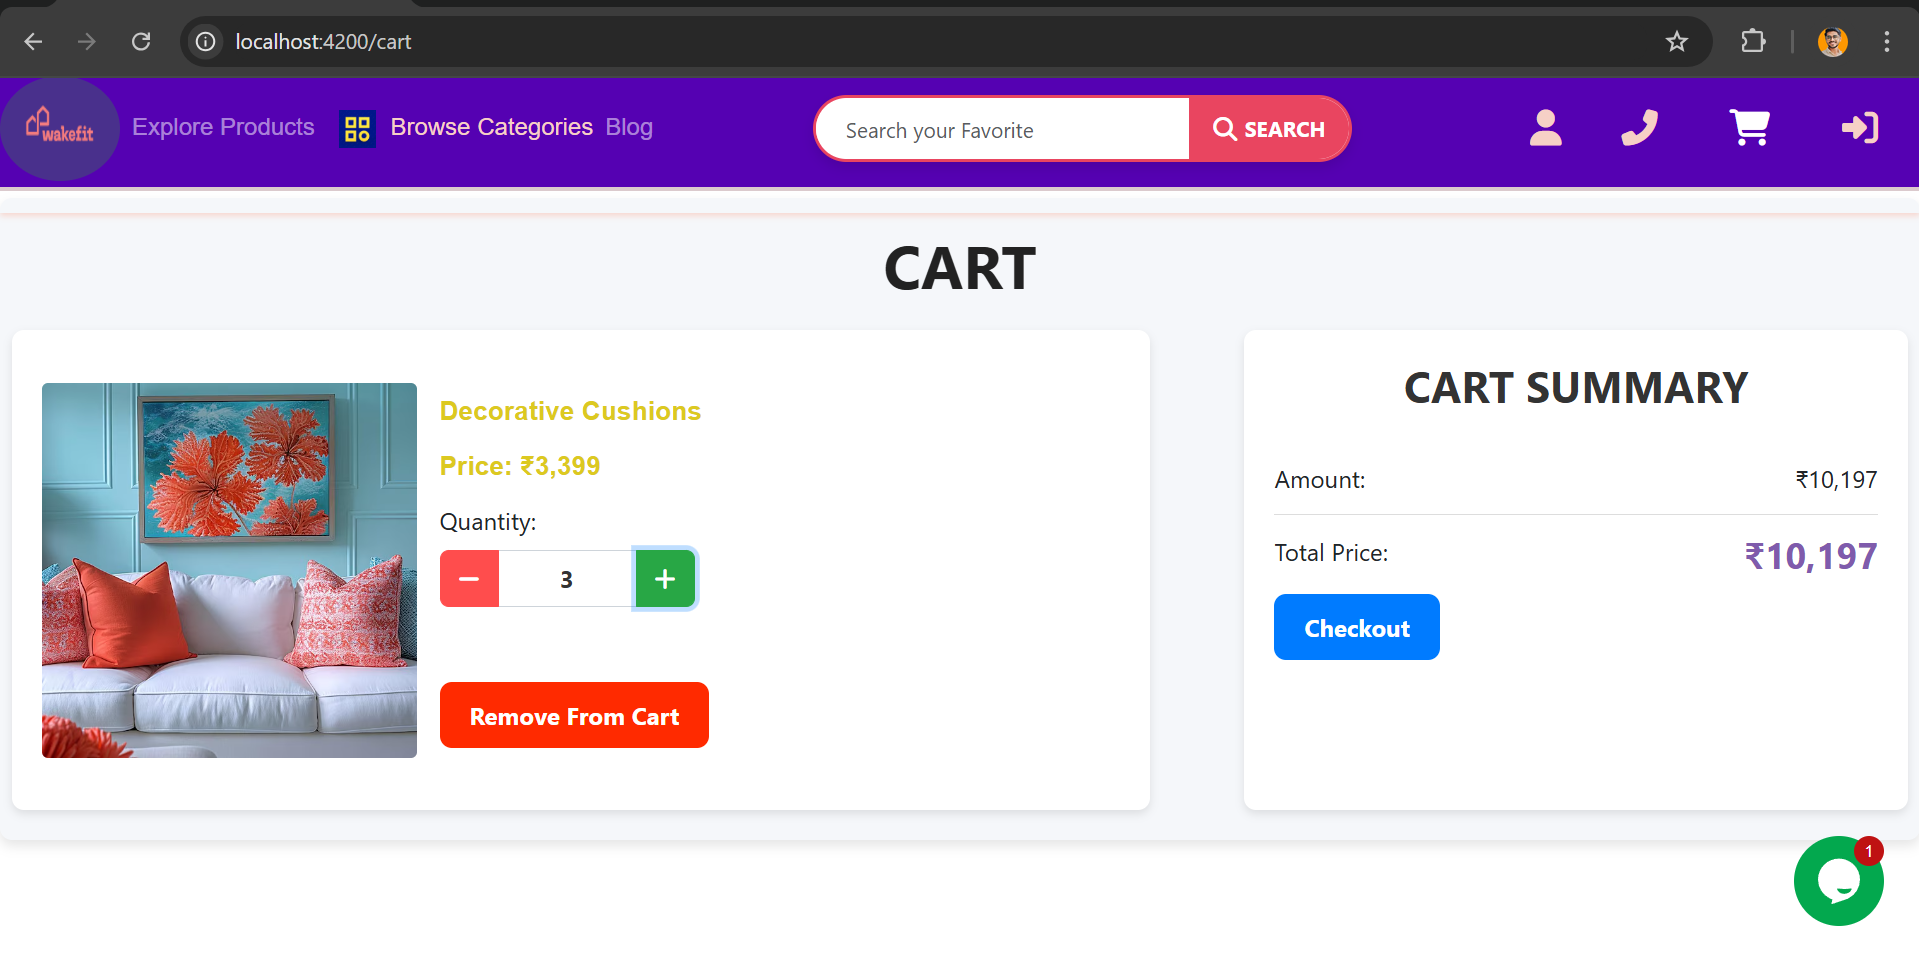 localhost:4200/cart
wakefit
Explore Products
Browse Categories
Blog
Search your Favorite
SEARCH
CART
Decorative Cushions
Price: ₹3,399
Quantity:
3
Remove From Cart
CART SUMMARY
Amount: ₹10,197
Total Price: ₹10,197
Checkout
1